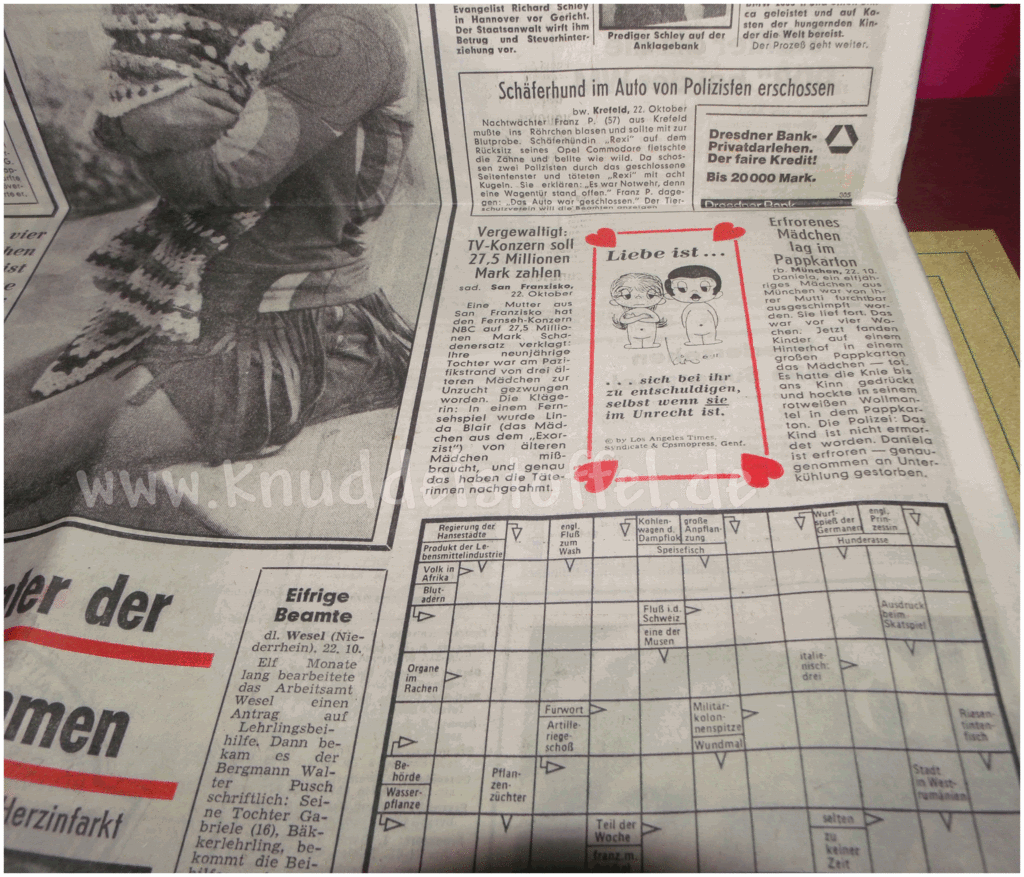 Evangelist Richard Schley
in Hannover vor Gericht.
Der Staatsanwalt wirft ihm
Betrug und Steuerhinter-
ziehung vor.
Prediger Schley auf der
Anklagebank
ca geleistet und auf Ko-
sten der hungernden Kin-
der die Welt bereist.
Der Prozeß geht weiter.
Schäferhund im Auto von Polizisten erschossen
bw. Krefeld, 22. Oktober
Nachtwächter Franz P. (57) aus Krefeld
mußte ins Röhrchen blasen und sollte mit zur
Blutprobe. Schäferhündin „Rexi" auf dem
Rücksitz seines Opel Commodore fletschte
die Zähne und bellte wie wild. Da schos-
sen zwei Polizisten durch das geschlossene
Seitenfenster und töteten „Rexi" mit acht
Kugeln. Sie erklären: „Es war Notwehr, denn
eine Wagentür stand offen." Franz P. dage-
gen: „Das Auto war geschlossen." Der Tier-
schutzverein will die Beamten anzeigen
Dresdner Bank-
Privatdarlehen.
Der faire Kredit!
Bis 20 000 Mark.
205
Dresdner Bank
vier
hen
ist
e
Vergewaltigt:
TV-Konzern soll
27,5 Millionen
Mark zahlen
sad. San Franzisko,
22. Oktober
Eine Mutter aus
San Franzisko hat
den Fernseh-Konzern
NBC auf 27,5 Millio-
nen Mark Scha-
denersatz verklagt:
Ihre neunjährige
Tochter war am Pazi-
fikstrand von drei äl-
teren Mädchen zur
Unzucht gezwungen
worden. Die Kläge-
rin: In einem Fern-
sehspiel wurde Lin-
da Blair (das Mäd-
chen aus dem „Exor-
zist") von älteren
Mädchen miß-
braucht, und genau
das haben die Täte-
rinnen nachgeahmt.
Liebe ist ...
. . . sich bei ihr
zu entschuldigen,
selbst wenn sie
im Unrecht ist.
© by Los Angeles Times,
Syndicate & Cosmopress, Genf.
Erfrorenes
Mädchen
lag im
Pappkarton
rb. München, 22. 10.
Daniela, ein elfjäh-
riges Mädchen aus
München war von ih-
rer Mutti furchtbar
ausgeschimpft wor-
den. Sie lief fort. Das
war vor vier Wo-
chen: Jetzt fanden
Kinder auf einem
Hinterhof in einem
großen Pappkarton
das Mädchen — tot.
Es hatte die Knie bis
ans Kinn gedrückt
und hockte in seinem
rotweißen Wollman-
tel in dem Pappkar-
ton. Die Polizei: Das
Kind ist nicht ermor-
det worden. Daniela
ist erfroren — genau-
genommen an Unter-
kühlung gestorben.
www.knuddelstoffel.de
der
men
Herzinfarkt
Eifrige
Beamte
dl. Wesel (Nie-
derrhein), 22. 10.
Elf Monate
lang bearbeitete
das Arbeitsamt
Wesel einen
Antrag auf
Lehrlingsbei-
hilfe. Dann be-
kam es der
Bergmann Wal-
ter Pusch
schriftlich: Sei-
ne Tochter Ga-
briele (16), Bäk-
kerlehrling, be-
kommt die Bei-
Regierung der
Hansestädte
Produkt der Le-
bensmittelindustrie
engl.
Fluß
zum
Wash
Kohlen-
wagen d.
Dampflok
große
Anpflan-
zung
Speisefisch
Wurf-
spieß der
Germanen
engl.
Prin-
zessin
Hunderasse
Volk in
Afrika
Blut-
adern
Fluß i.d.
Schweiz
eine der
Musen
Ausdruck
beim
Skatspiel
Organe
im
Rachen
italie-
nisch:
drei
Fürwort
Artille-
riege-
schoß
Militär-
kolon-
nenspitze
Wundmal
Riesen-
tinten-
fisch
Be-
hörde
Wasser-
pflanze
Pflan-
zen-
züchter
Stadt
in West-
rumänien
Teil der
Woche
franz.m.
selten
zu
keiner
Zeit